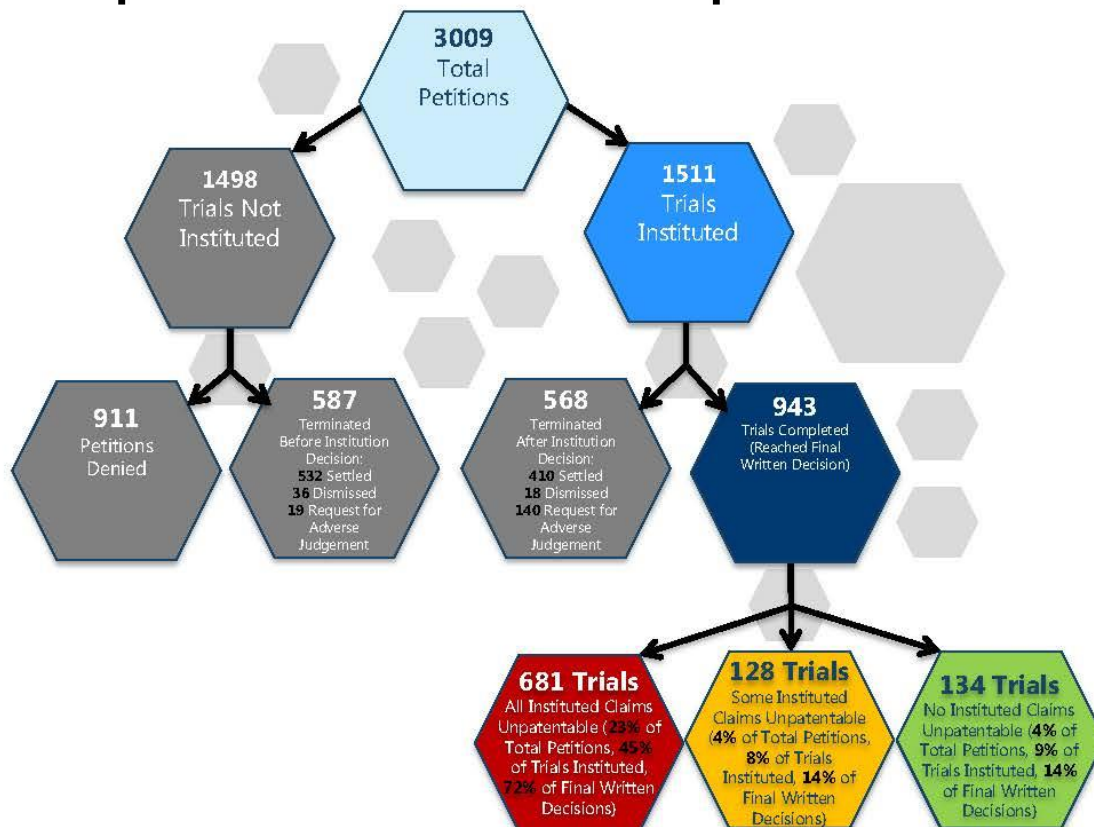 3009
Total
Petitions
1498
Trials Not
Instituted
1511
Trials
Instituted
911
Petitions
Denied
587
Terminated
Before Institution
Decision:
532 Settled
36 Dismissed
19 Request for
Adverse
Judgement
568
Terminated
After Institution
Decision:
410 Settled
18 Dismissed
140 Request for
Adverse
Judgement
943
Trials Completed
(Reached Final
Written Decision)
681 Trials
All Instituted Claims
Unpatentable (23% of
Total Petitions, 45%
of Trials Instituted,
72% of Final Written
Decisions)
128 Trials
Some Instituted
Claims Unpatentable
(4% of Total Petitions,
8% of Trials
Instituted, 14% of
Final Written
Decisions)
134 Trials
No Instituted Claims
Unpatentable (4% of
Total Petitions, 9% of
Trials Instituted, 14%
of Final Written
Decisions)